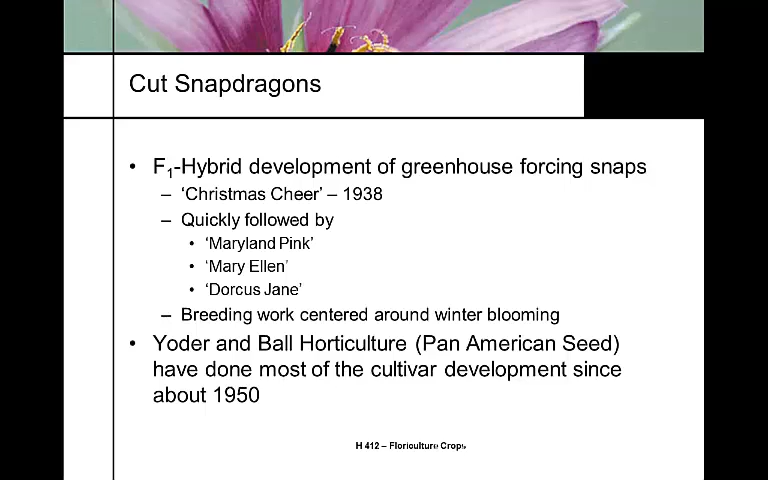 Cut Snapdragons
• F₁-Hybrid development of greenhouse forcing snaps
– ‘Christmas Cheer’ – 1938
– Quickly followed by
• ‘Maryland Pink’
• ‘Mary Ellen’
• ‘Dorcus Jane’
– Breeding work centered around winter blooming
• Yoder and Ball Horticulture (Pan American Seed)
have done most of the cultivar development since
about 1950
H 412 – Floriculture Crops